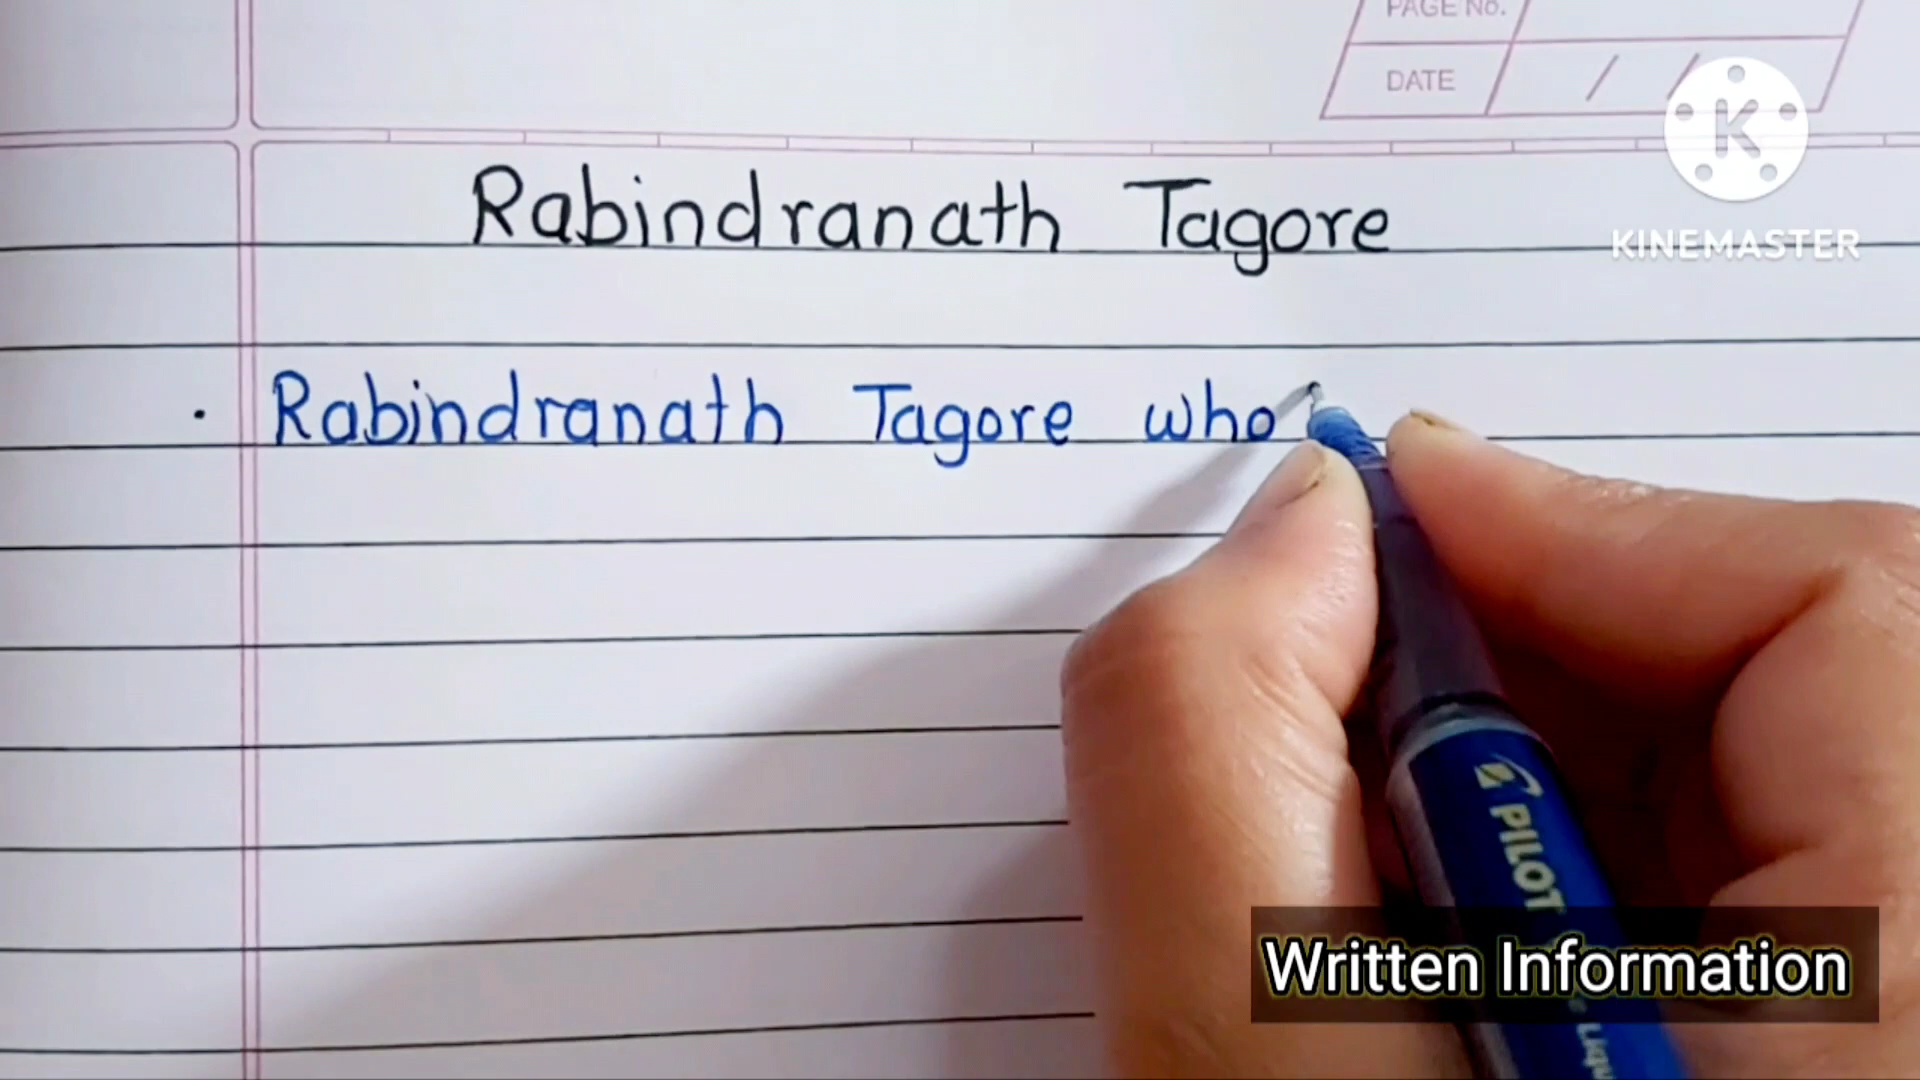 PAGE No.
DATE / /
K
KINEMASTER
Rabindranath Tagore
. Rabindranath Tagore who
PILOT
Written Information